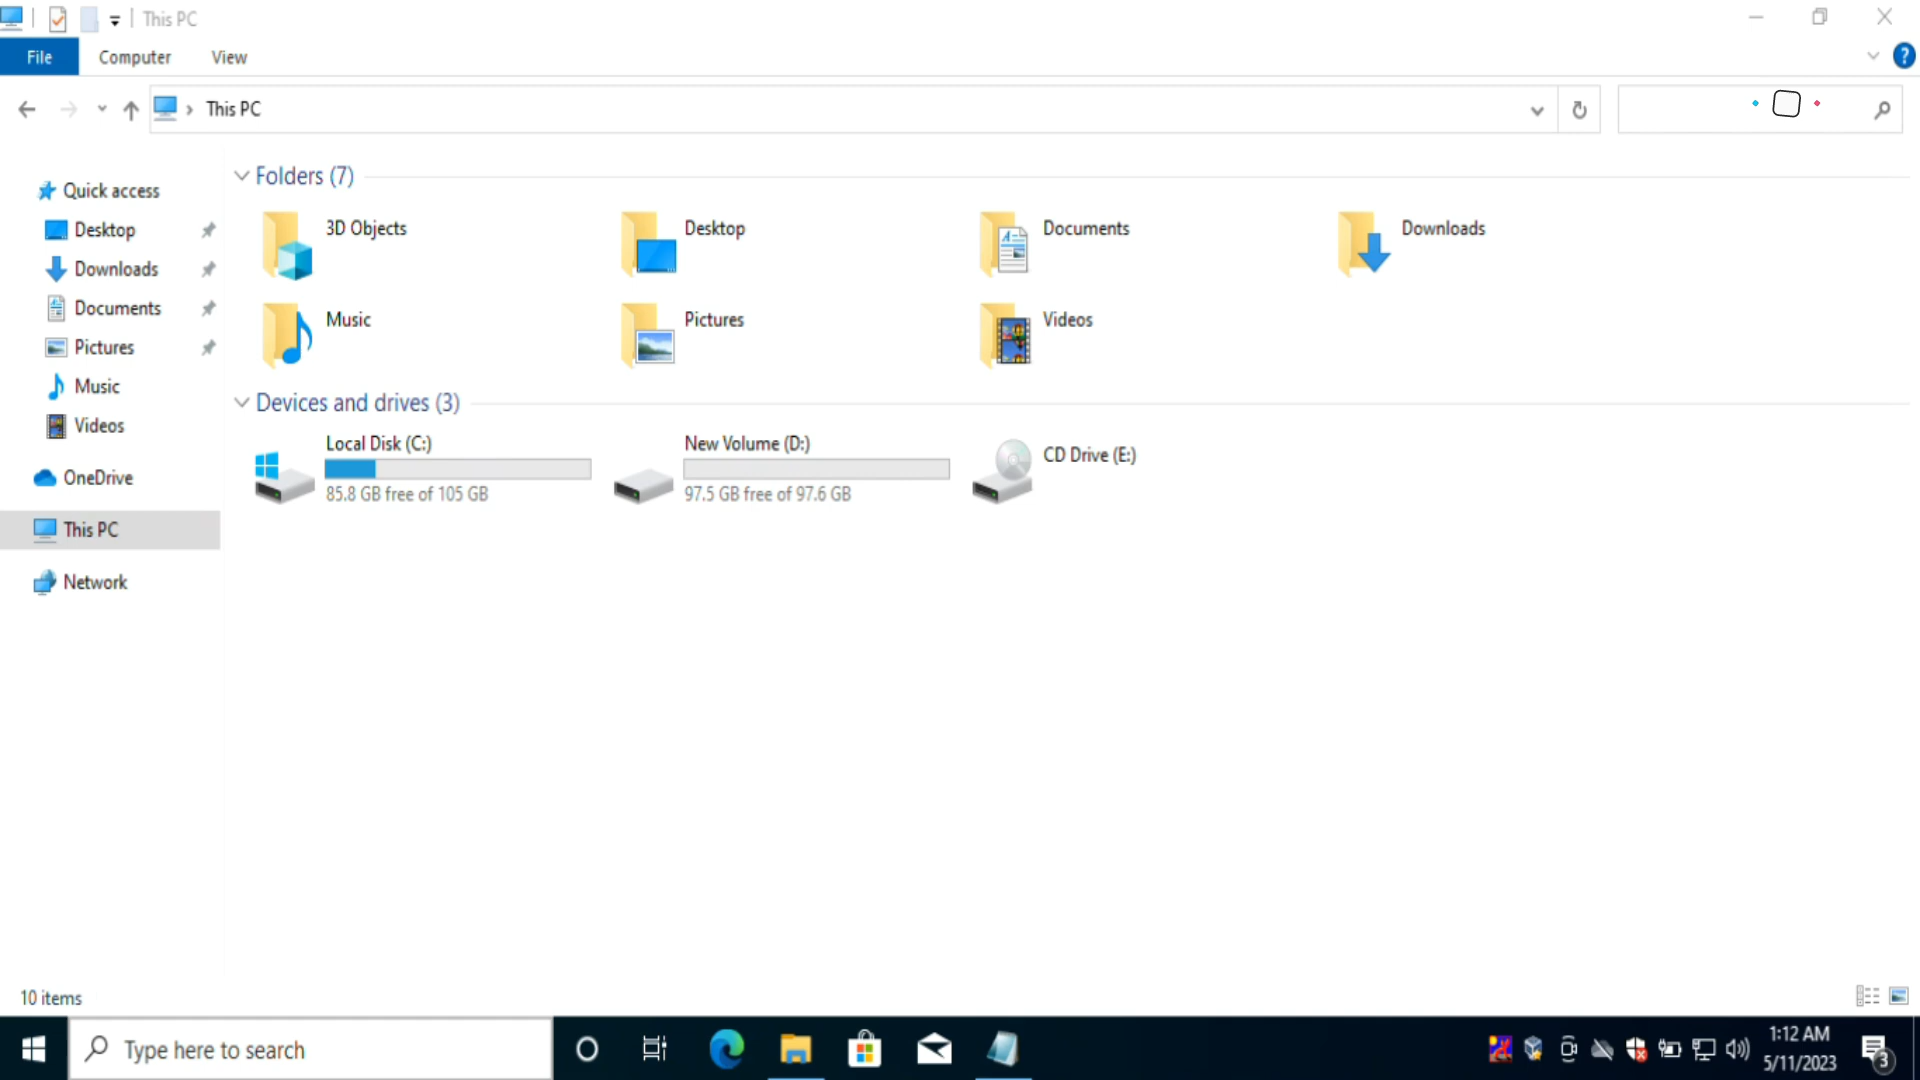 This PC
File Computer View
This PC
Folders (7)
Quick access
Desktop
Downloads
Documents
Pictures
Music
Videos
OneDrive
This PC
Network
3D Objects
Desktop
Documents
Downloads
Music
Pictures
Videos
Devices and drives (3)
Local Disk (C:)
85.8 GB free of 105 GB
New Volume (D:)
97.5 GB free of 97.6 GB
CD Drive (E:)
10 items
Type here to search
1:12 AM
5/11/2023
3